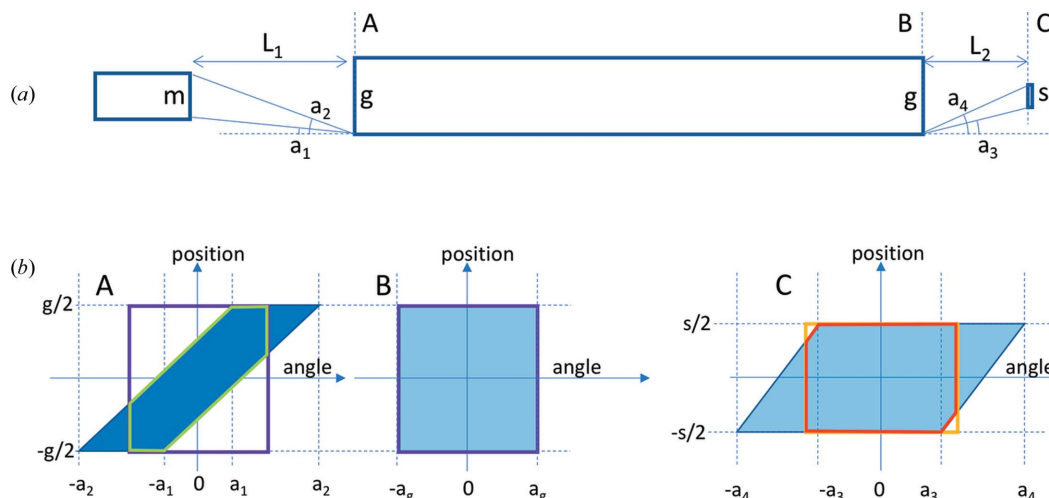 A B C
L1 L2
(a) m g g s
a2 a4
a1 a3
(b) position position position
A B C
g/2 s/2
angle angle angle
-g/2 -s/2
-a2 -a1 0 a1 a2 -ag 0 ag -a4 -a3 0 a3 a4